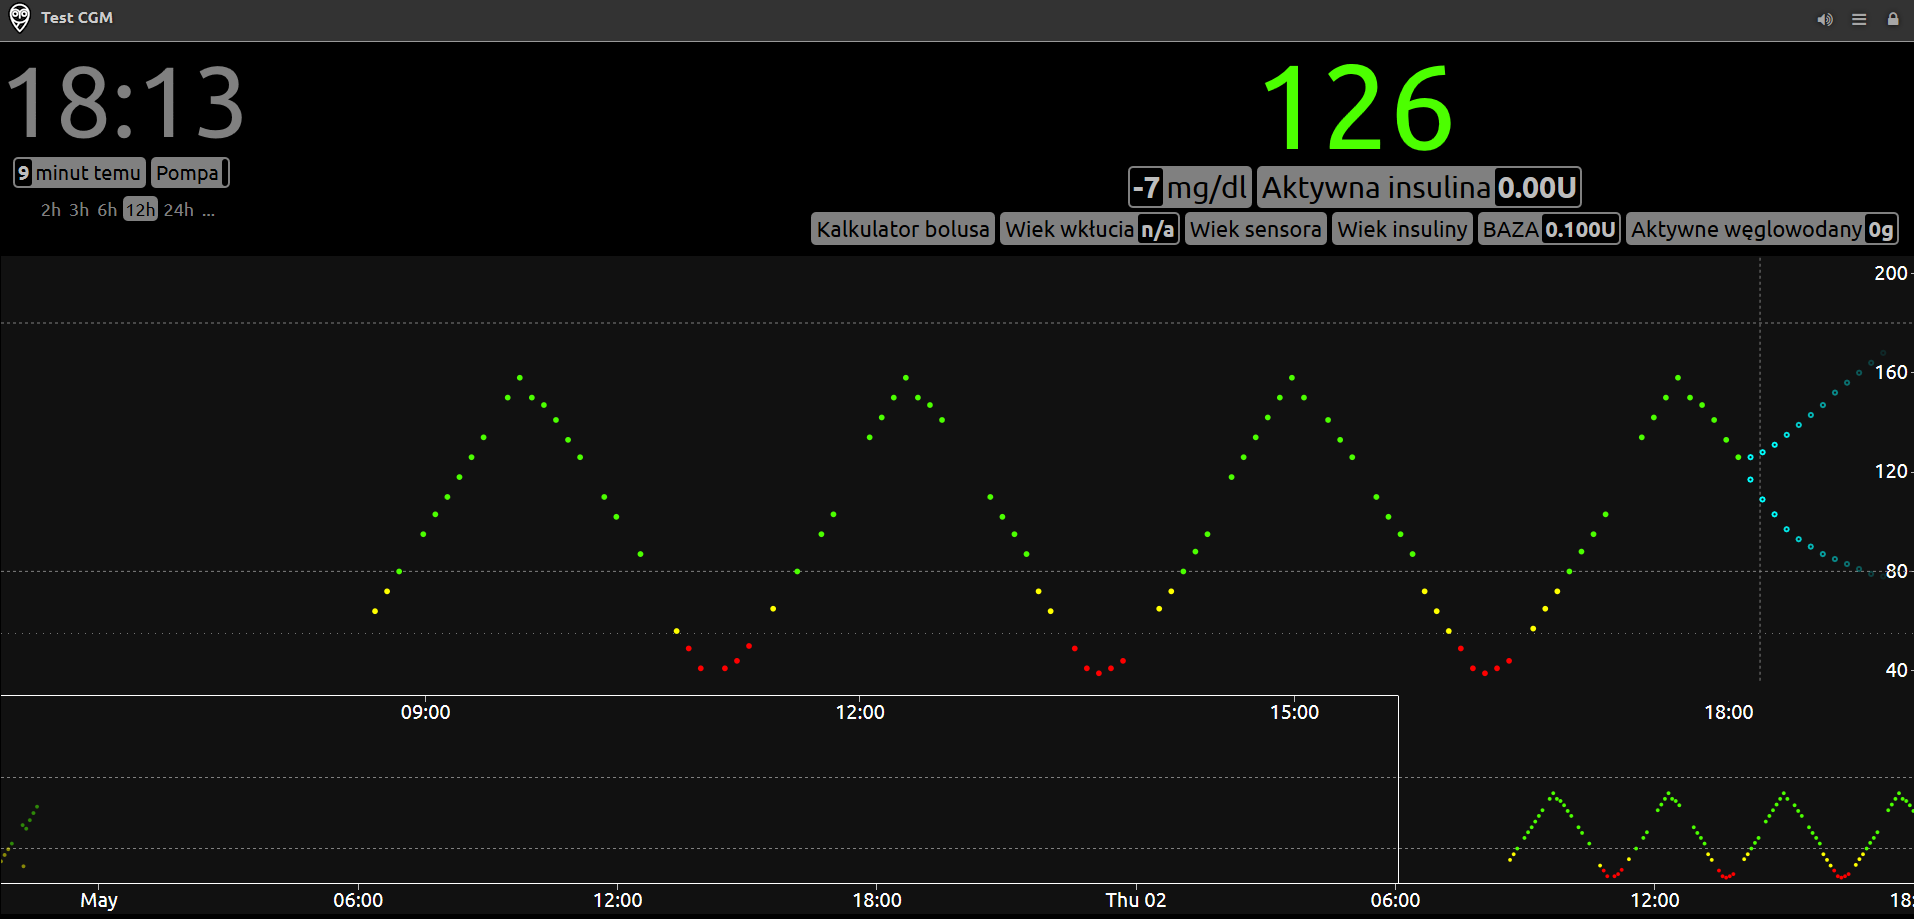 Test CGM
18:13
126
9 minut temu Pompa
-7 mg/dl Aktywna insulina 0.00U
2h 3h 6h 12h 24h ...
Kalkulator bolusa Wiek wkłucia n/a Wiek sensora Wiek insuliny BAZA 0.100U Aktywne węglowodany 0g
200
160
120
80
40
09:00 12:00 15:00 18:00
May 06:00 12:00 18:00 Thu 02 06:00 12:00 18: